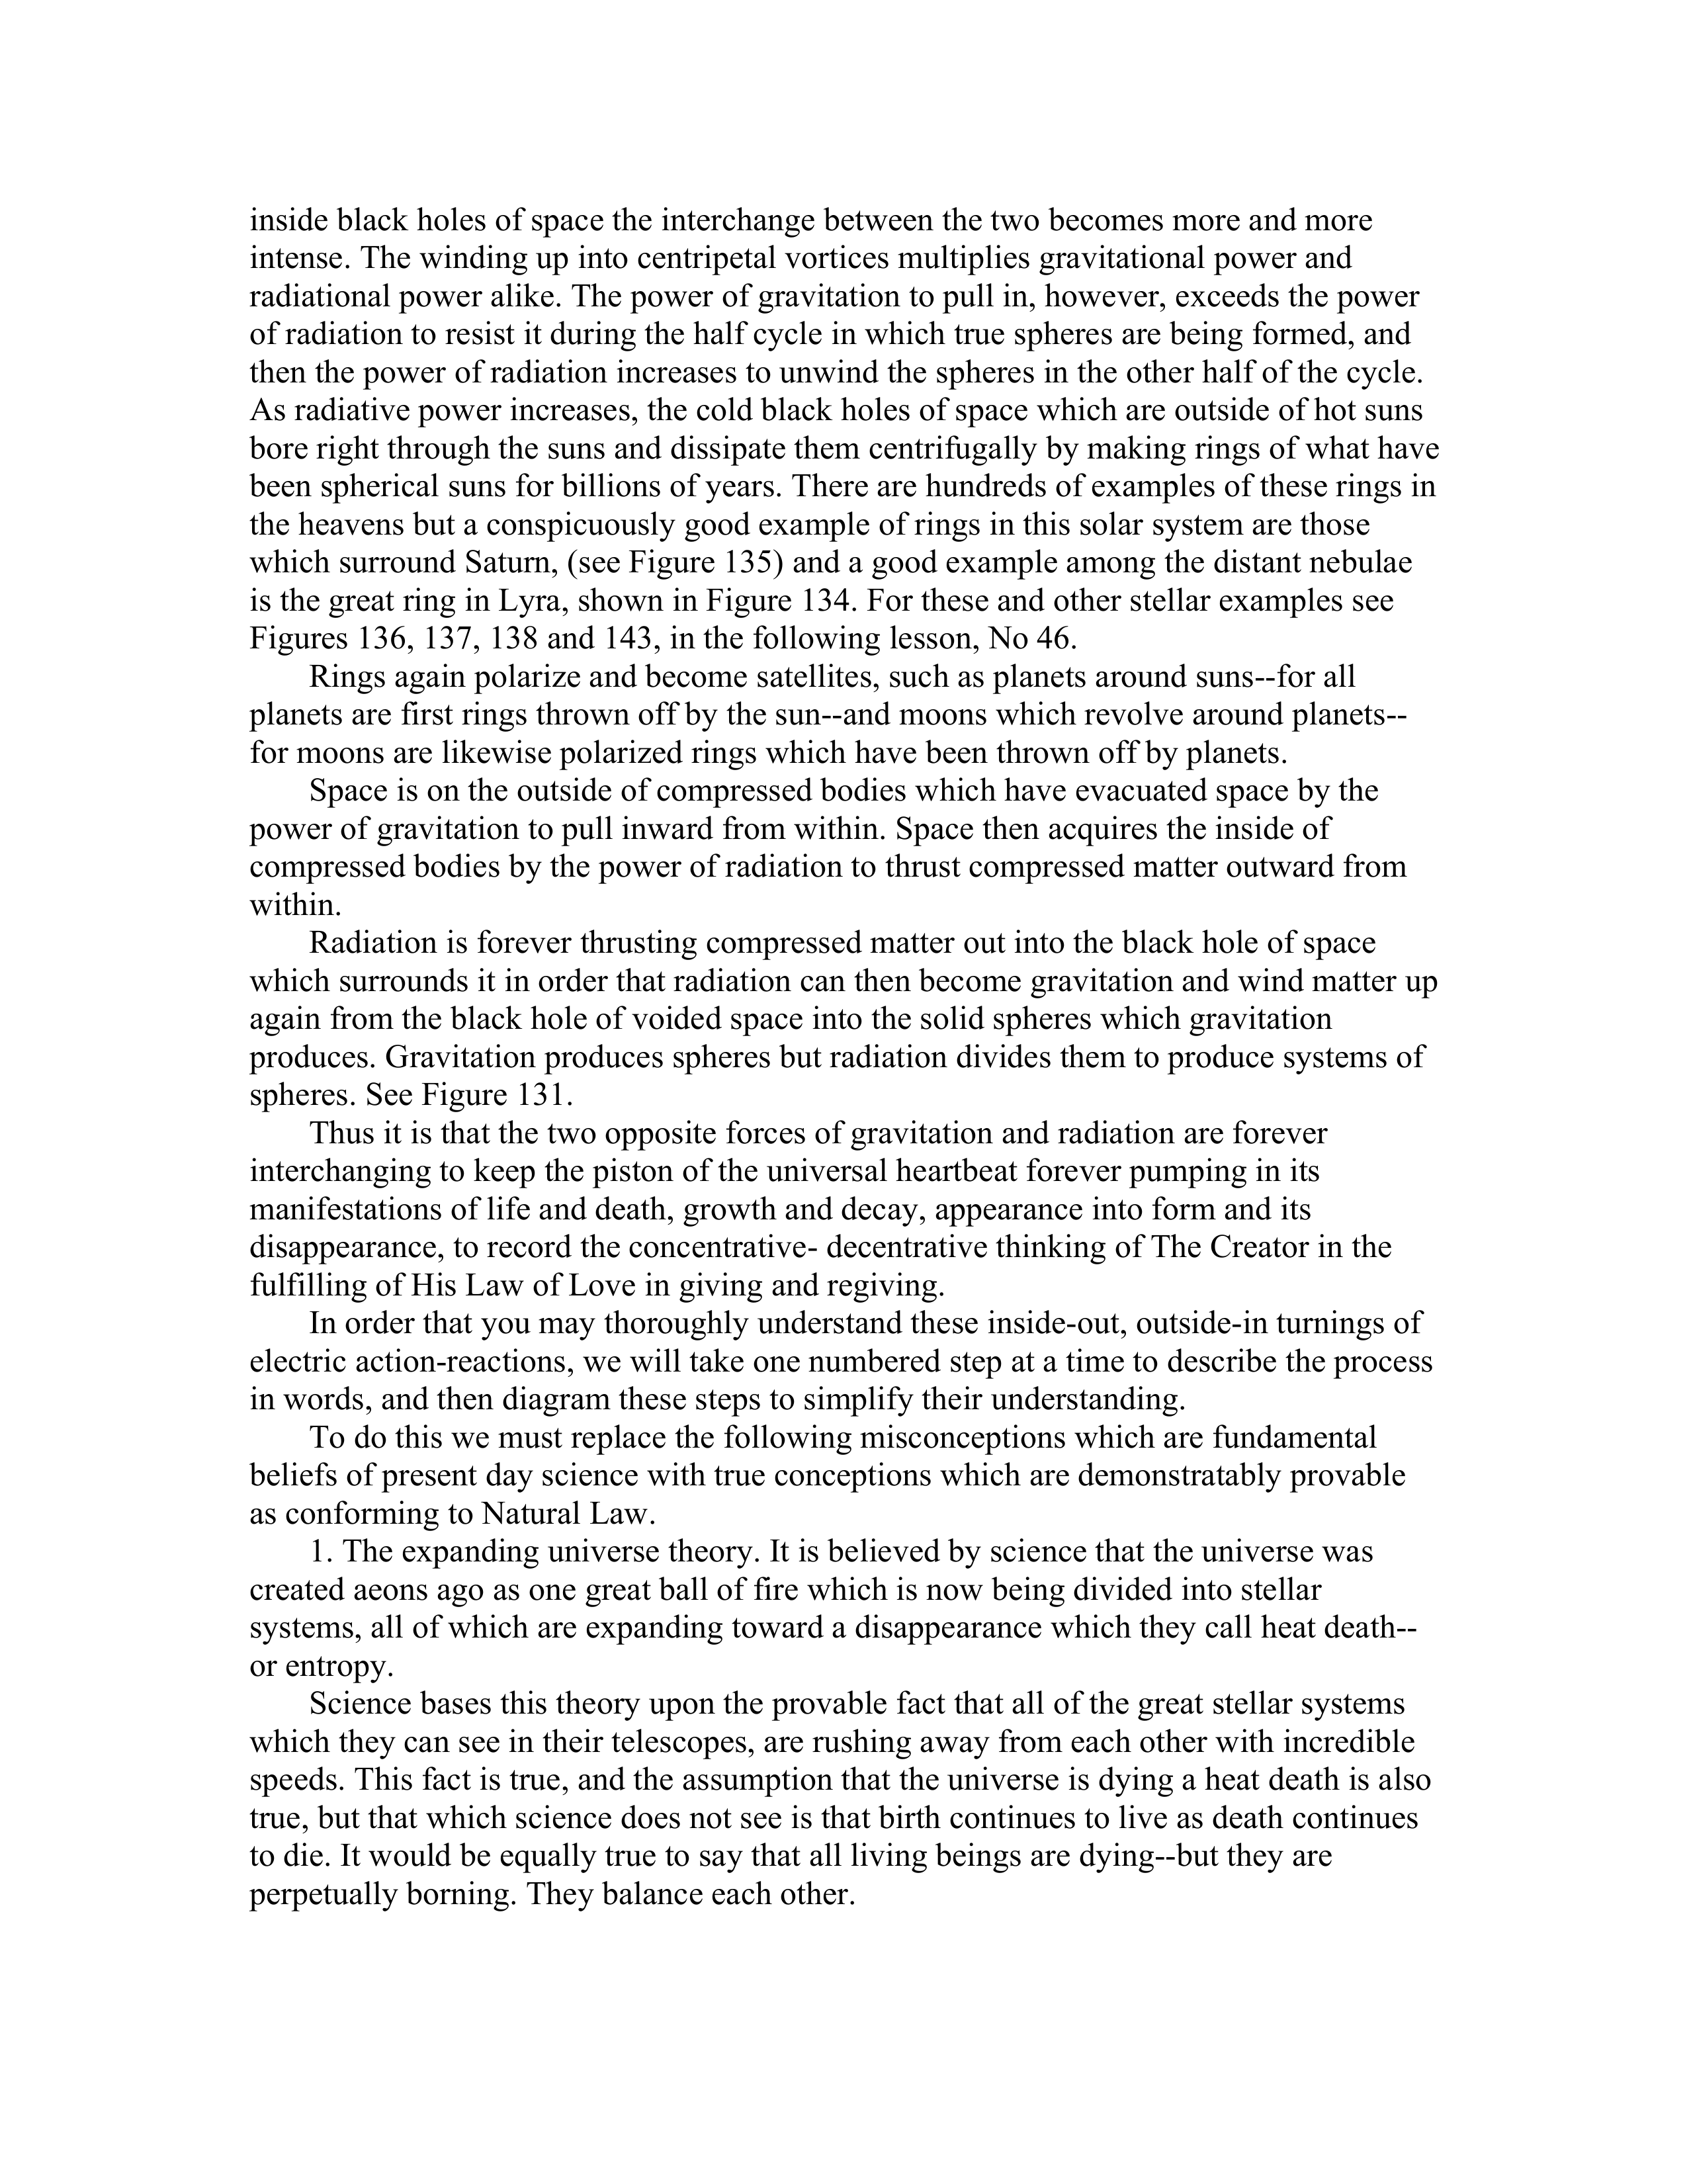 inside black holes of space the interchange between the two becomes more and more
intense. The winding up into centripetal vortices multiplies gravitational power and
radiational power alike. The power of gravitation to pull in, however, exceeds the power
of radiation to resist it during the half cycle in which true spheres are being formed, and
then the power of radiation increases to unwind the spheres in the other half of the cycle.
As radiative power increases, the cold black holes of space which are outside of hot suns
bore right through the suns and dissipate them centrifugally by making rings of what have
been spherical suns for billions of years. There are hundreds of examples of these rings in
the heavens but a conspicuously good example of rings in this solar system are those
which surround Saturn, (see Figure 135) and a good example among the distant nebulae
is the great ring in Lyra, shown in Figure 134. For these and other stellar examples see
Figures 136, 137, 138 and 143, in the following lesson, No 46.
Rings again polarize and become satellites, such as planets around suns--for all
planets are first rings thrown off by the sun--and moons which revolve around planets--
for moons are likewise polarized rings which have been thrown off by planets.
Space is on the outside of compressed bodies which have evacuated space by the
power of gravitation to pull inward from within. Space then acquires the inside of
compressed bodies by the power of radiation to thrust compressed matter outward from
within.
Radiation is forever thrusting compressed matter out into the black hole of space
which surrounds it in order that radiation can then become gravitation and wind matter up
again from the black hole of voided space into the solid spheres which gravitation
produces. Gravitation produces spheres but radiation divides them to produce systems of
spheres. See Figure 131.
Thus it is that the two opposite forces of gravitation and radiation are forever
interchanging to keep the piston of the universal heartbeat forever pumping in its
manifestations of life and death, growth and decay, appearance into form and its
disappearance, to record the concentrative- decentrative thinking of The Creator in the
fulfilling of His Law of Love in giving and regiving.
In order that you may thoroughly understand these inside-out, outside-in turnings of
electric action-reactions, we will take one numbered step at a time to describe the process
in words, and then diagram these steps to simplify their understanding.
To do this we must replace the following misconceptions which are fundamental
beliefs of present day science with true conceptions which are demonstratably provable
as conforming to Natural Law.
1. The expanding universe theory. It is believed by science that the universe was
created aeons ago as one great ball of fire which is now being divided into stellar
systems, all of which are expanding toward a disappearance which they call heat death--
or entropy.
Science bases this theory upon the provable fact that all of the great stellar systems
which they can see in their telescopes, are rushing away from each other with incredible
speeds. This fact is true, and the assumption that the universe is dying a heat death is also
true, but that which science does not see is that birth continues to live as death continues
to die. It would be equally true to say that all living beings are dying--but they are
perpetually borning. They balance each other.